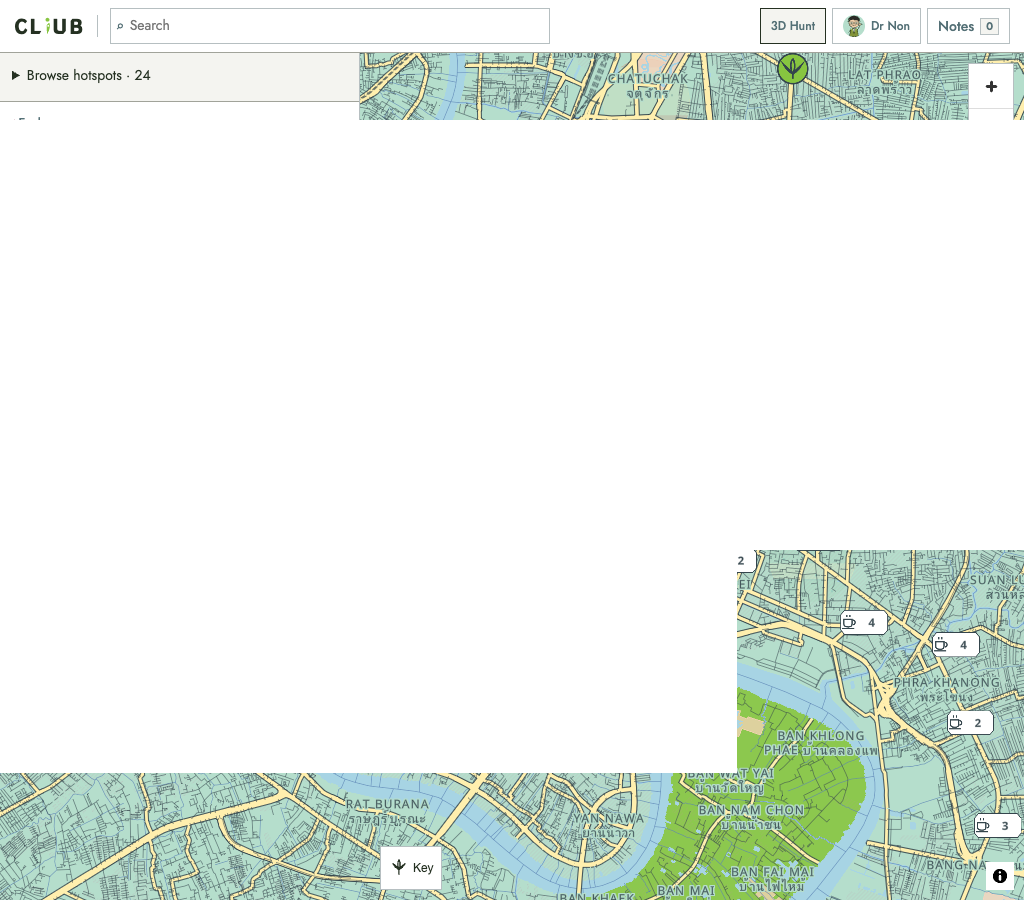 CLiUB
Search
3D Hunt
Dr Non
Notes 0
Browse hotspots · 24
CHATUCHAK
จตุจักร
LAT PHRAO
ลาดพร้าว
+
2
4
SUAN LU
4
PHRA KHANONG
พระโขนง
2
BAN KHLONG
PHAE บ้านคลองแพ
BAN WAT YAI
บ้านวัดใหญ่
RAT BURANA
ราษฎร์บูรณะ
YAN NAWA
ย่านนาวา
BAN NAM CHON
บ้านน้ำชน
3
Key
BAN FAI MAI
บ้านไฟไหม้
BANG-NA
BAN MAI
BAN KHAEK